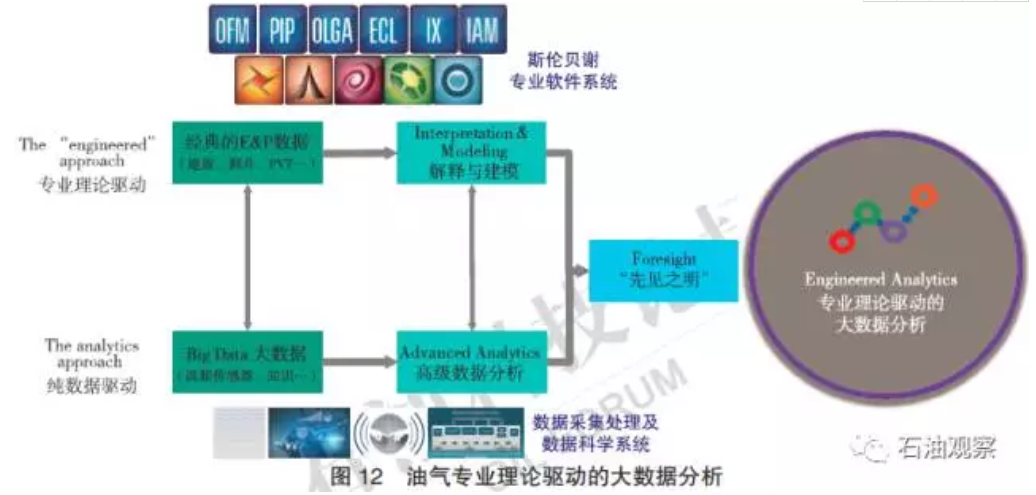 OFM PIP OLGA ECL IX IAM
斯伦贝谢
专业软件系统
The “engineered”
approach
专业理论驱动
经典的E&P数据
Interpretation &
Modeling
解释与建模
Foresight
“先见之明”
Engineered Analytics
专业理论驱动的
大数据分析
The analytics
approach
纯数据驱动
Big Data 大数据
Advanced Analytics
高级数据分析
数据采集处理及
数据科学系统
石油观察
图 12 油气专业理论驱动的大数据分析